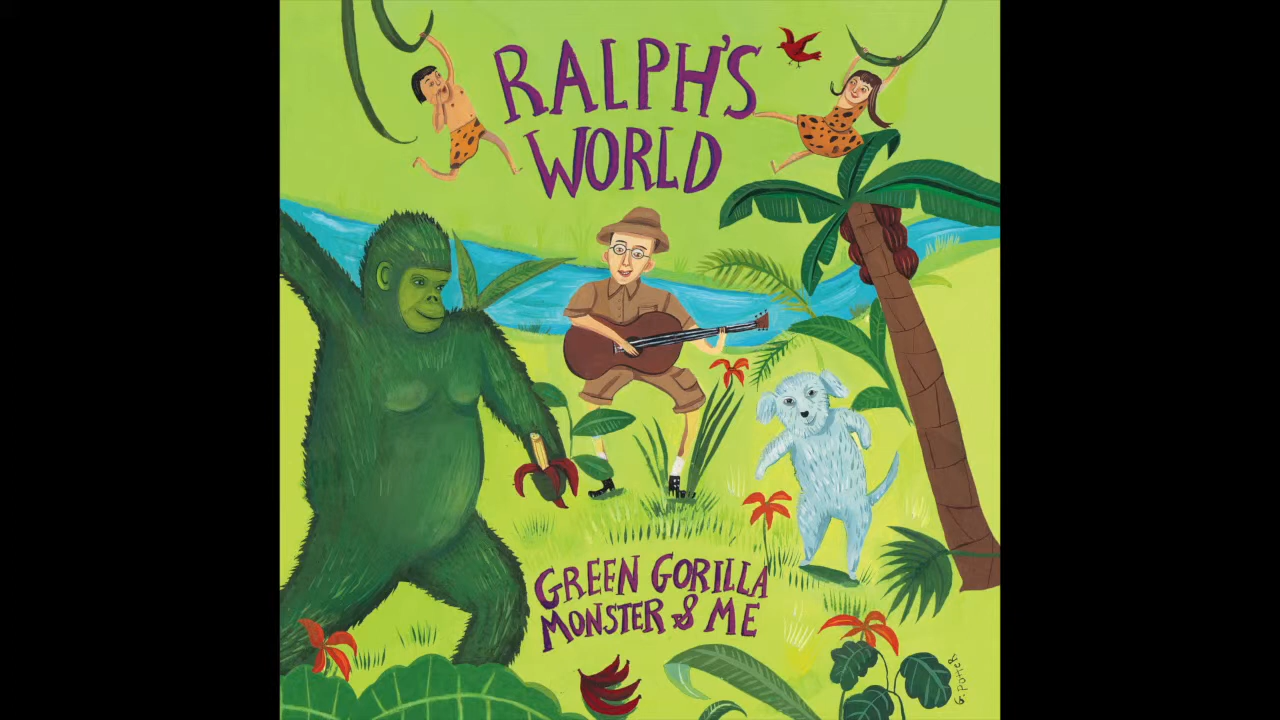 RALPH'S
WORLD
GREEN GORILLA
MONSTER & ME
G. POTTER